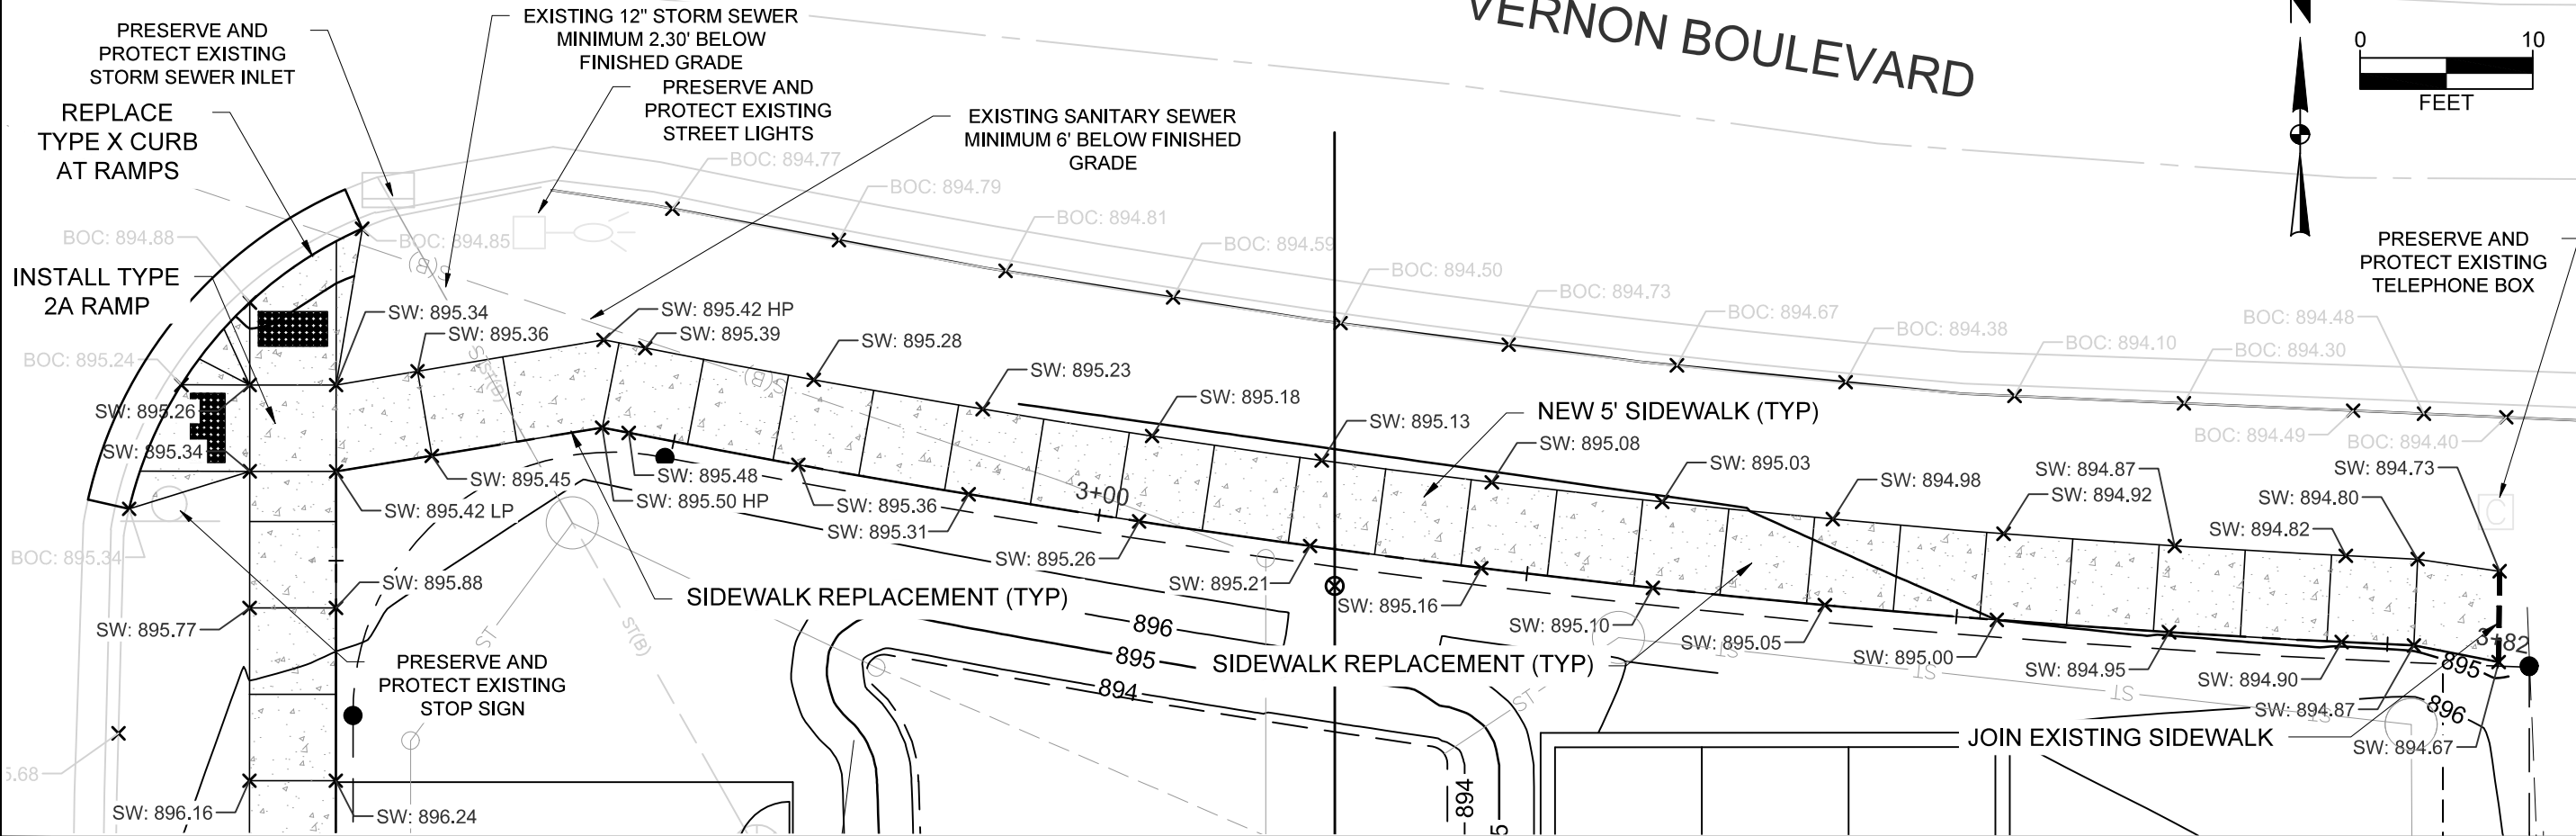 PRESERVE AND
PROTECT EXISTING
STORM SEWER INLET
EXISTING 12" STORM SEWER
MINIMUM 2.30' BELOW
FINISHED GRADE
PRESERVE AND
PROTECT EXISTING
STREET LIGHTS
VERNON BOULEVARD
0 10
FEET
REPLACE
TYPE X CURB
AT RAMPS
EXISTING SANITARY SEWER
MINIMUM 6' BELOW FINISHED
GRADE
BOC: 894.77
BOC: 894.79
BOC: 894.81
BOC: 894.59
BOC: 894.50
BOC: 894.73
BOC: 894.67
BOC: 894.38
BOC: 894.10
BOC: 894.30
BOC: 894.48
BOC: 894.49
BOC: 894.40
PRESERVE AND
PROTECT EXISTING
TELEPHONE BOX
C
BOC: 894.88
BOC: 894.85
S(B)
INSTALL TYPE
2A RAMP
BOC: 895.24
BOC: 895.34
SW: 895.34
SW: 895.36
SW: 895.42 HP
SW: 895.39
SW: 895.28
SW: 895.23
SW: 895.18
SW: 895.13
SW: 895.08
SW: 895.03
SW: 894.98
SW: 894.92
SW: 894.87
SW: 894.82
SW: 894.80
SW: 894.73
NEW 5' SIDEWALK (TYP)
S(B)
ST(B)
SW: 895.26
SW: 895.34
SW: 895.42 LP
SW: 895.45
SW: 895.50 HP
SW: 895.48
SW: 895.36
SW: 895.31
3+00
SW: 895.26
SW: 895.21
SW: 895.16
SW: 895.10
SW: 895.05
SW: 895.00
SW: 894.95
SW: 894.90
SW: 894.87
SW: 894.67
3+82
895
896
SW: 895.88
SW: 895.77
SIDEWALK REPLACEMENT (TYP)
896
895
894
SIDEWALK REPLACEMENT (TYP)
ST
ST(B)
ST
ST
ST
ST
PRESERVE AND
PROTECT EXISTING
STOP SIGN
JOIN EXISTING SIDEWALK
5.68
SW: 896.16
SW: 896.24
894
5